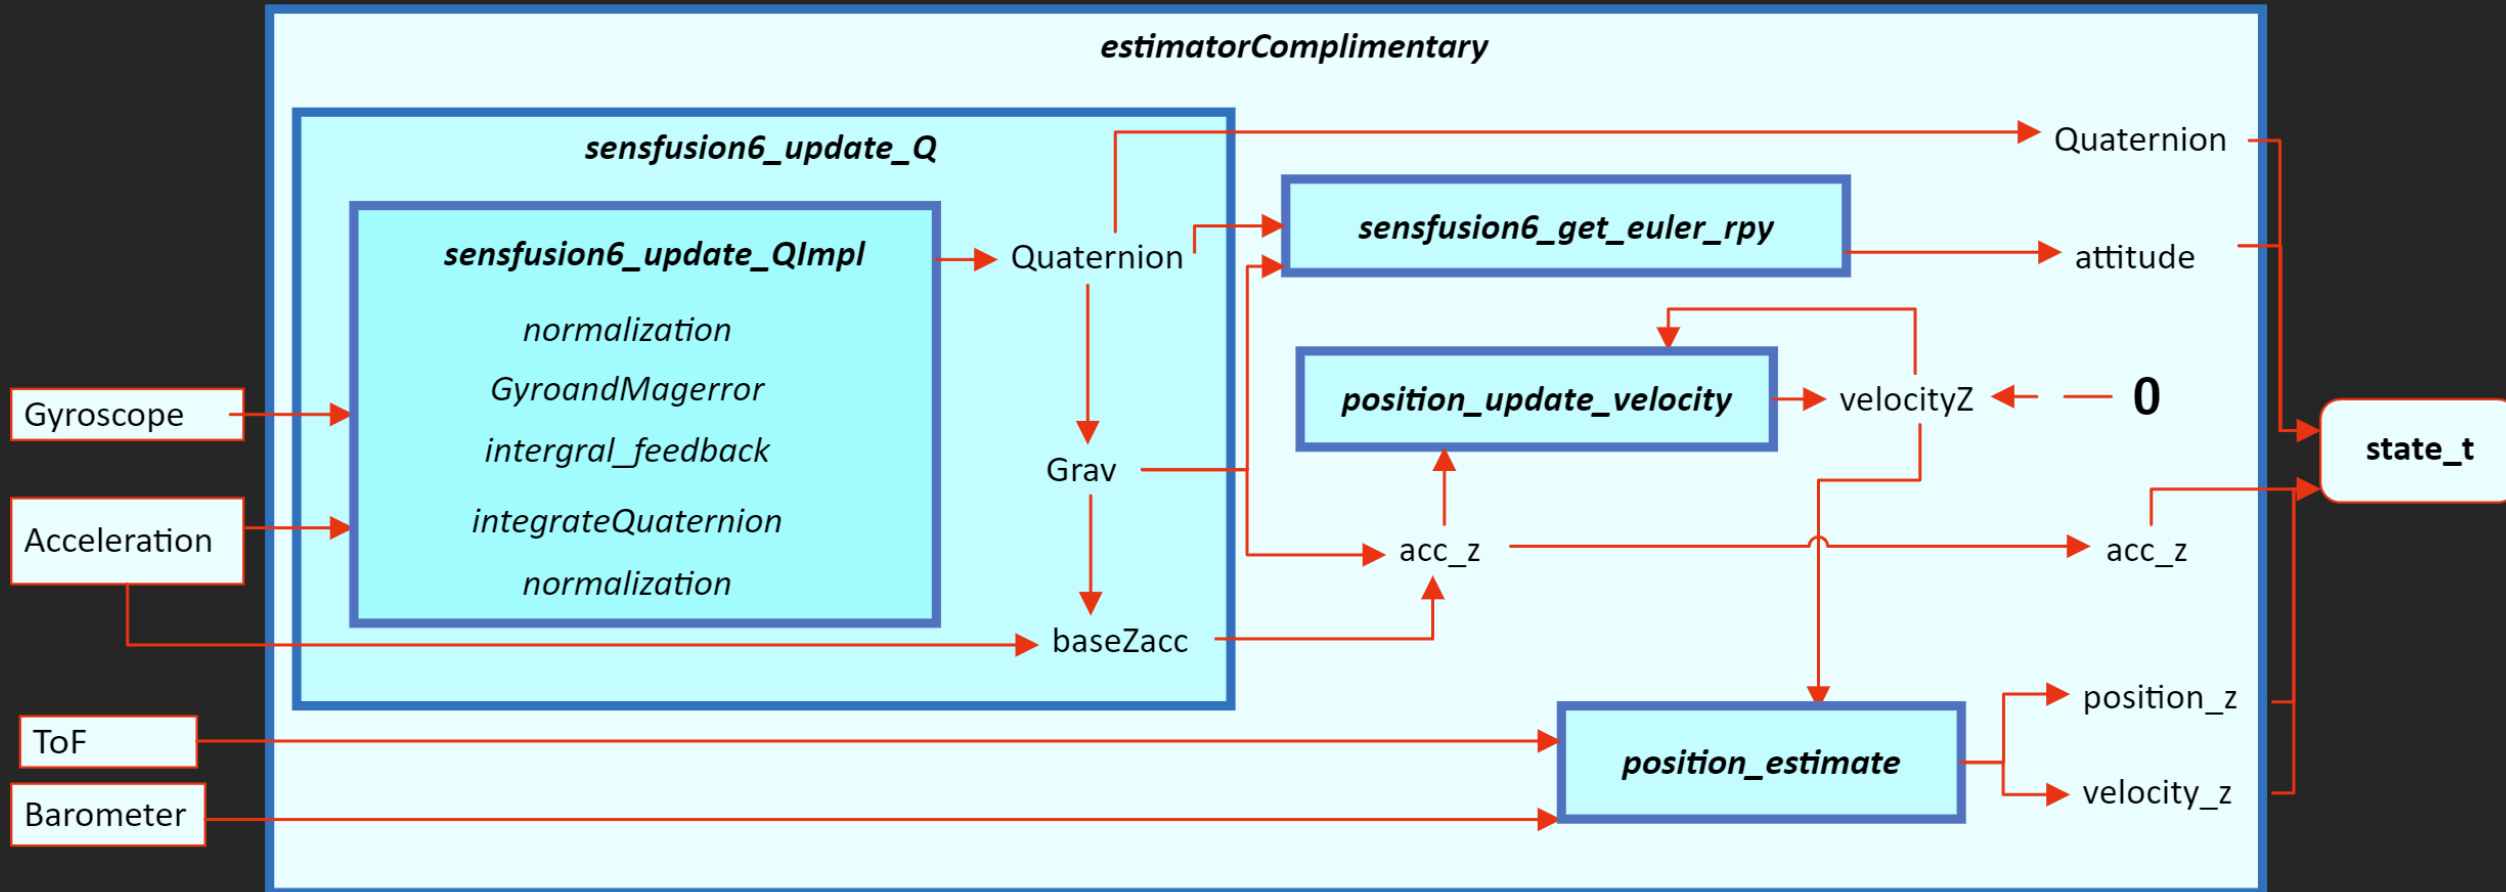 estimatorComplimentary
sensfusion6_update_Q
sensfusion6_update_QImpl
normalization
GyroandMagerror
intergral_feedback
integrateQuaternion
normalization
Gyroscope
Acceleration
ToF
Barometer
Quaternion
Grav
baseZacc
sensfusion6_get_euler_rpy
position_update_velocity
velocityZ
0
acc_z
position_estimate
Quaternion
attitude
acc_z
position_z
velocity_z
state_t